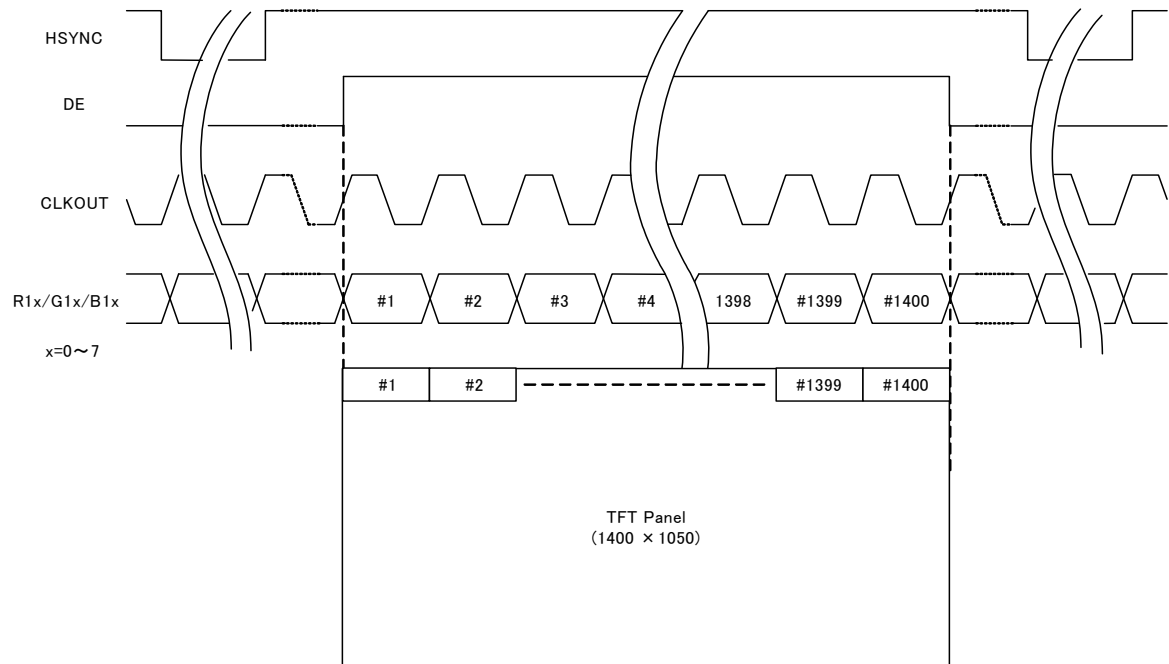 HSYNC
DE
CLKOUT
R1x/G1x/B1x #1 #2 #3 #4 1398 #1399 #1400
x=0～7
#1 #2 #1399 #1400
TFT Panel
(1400 × 1050)